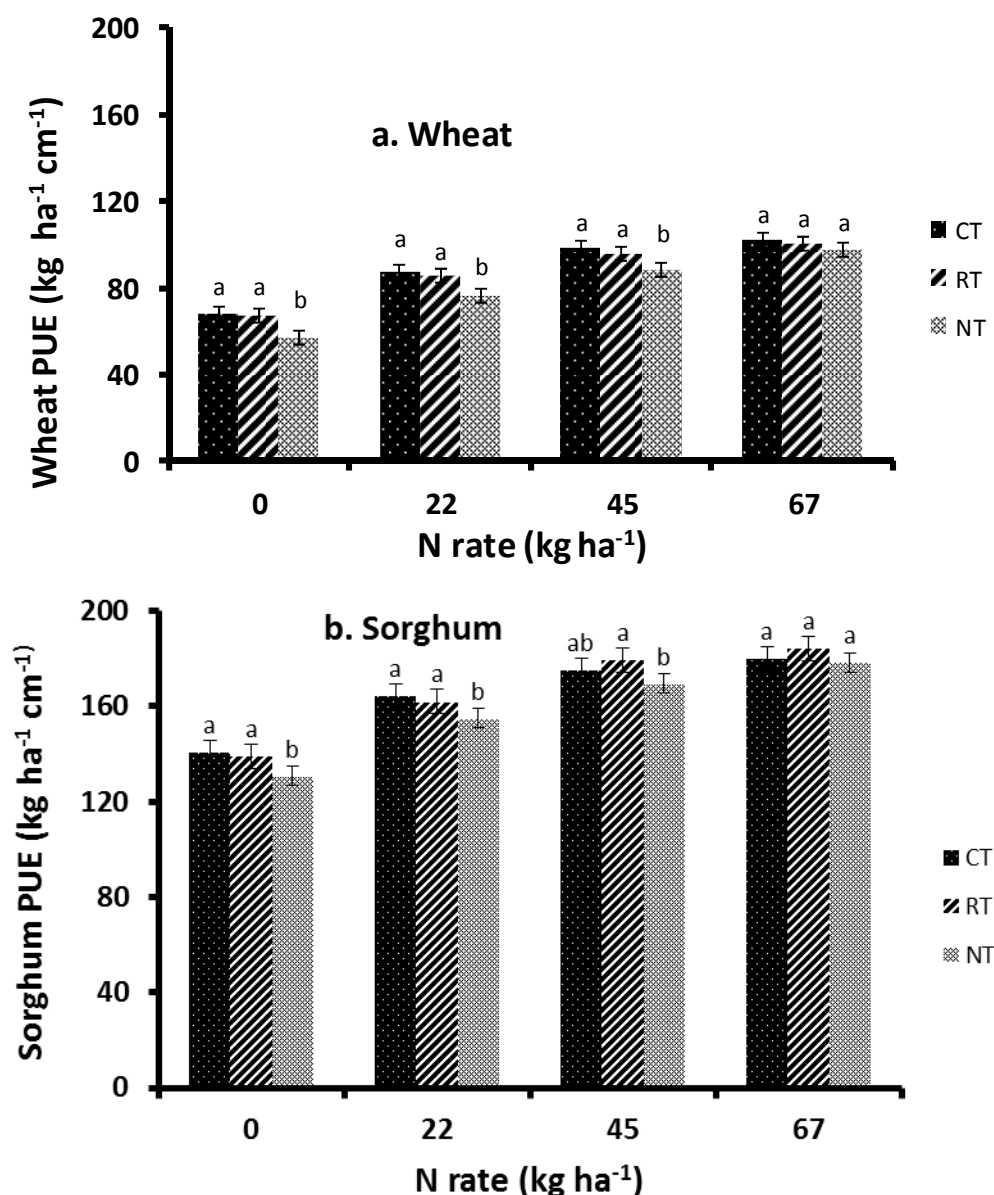 200
160
120
80
40
0
Wheat PUE (kg ha⁻¹ cm⁻¹)
a. Wheat
a a b
a a b
a a b
a a a
CT
RT
NT
0 22 45 67
N rate (kg ha⁻¹)
200
160
120
80
40
0
Sorghum PUE (kg ha⁻¹ cm⁻¹)
b. Sorghum
a a b
a a b
ab a b
a a a
CT
RT
NT
0 22 45 67
N rate (kg ha⁻¹)